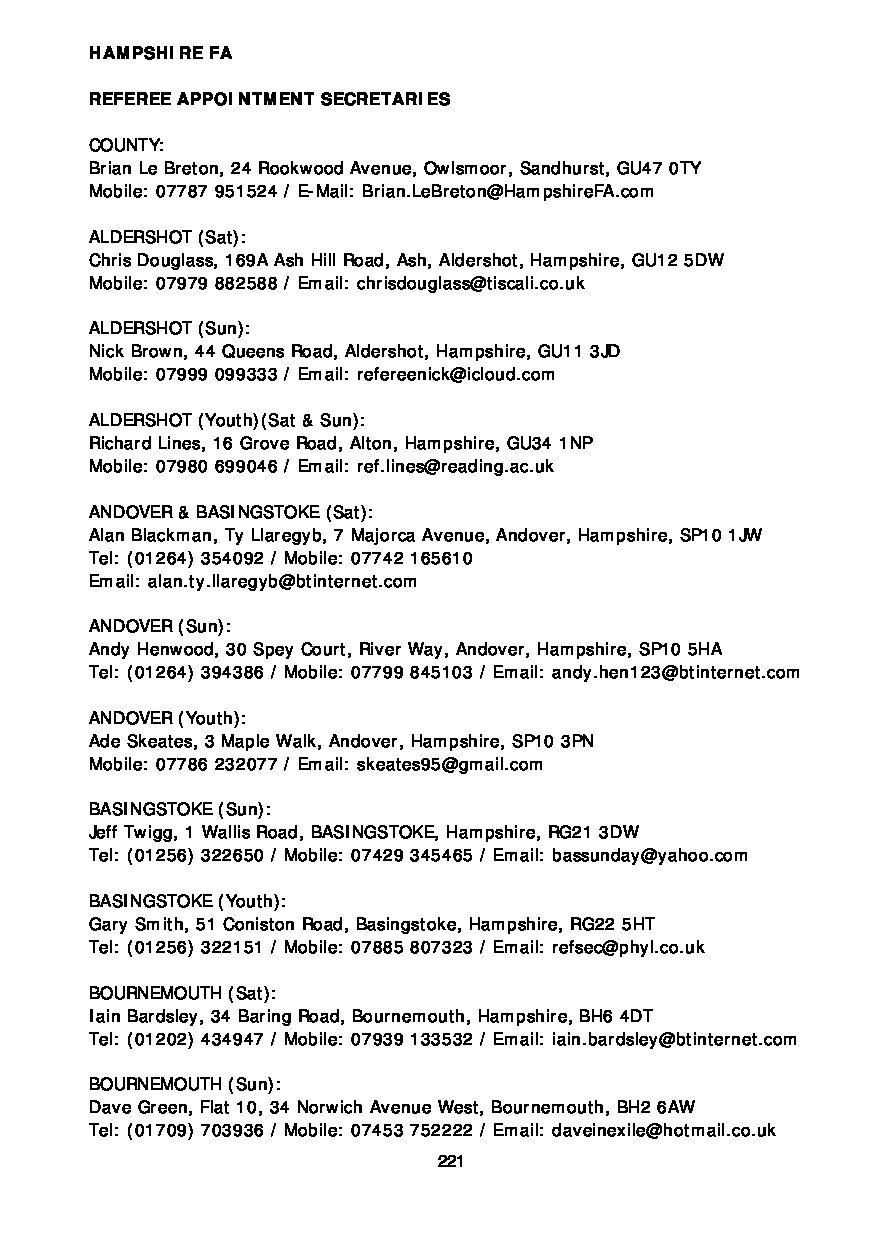 HAMPSHIRE FA
REFEREE APPOINTMENT SECRETARIES
COUNTY:
Brian Le Breton, 24 Rookwood Avenue, Owlsmoor, Sandhurst, GU47 0TY
Mobile: 07787 951524 / E-Mail: Brian.LeBreton@HampshireFA.com
ALDERSHOT (Sat):
Chris Douglass, 169A Ash Hill Road, Ash, Aldershot, Hampshire, GU12 5DW
Mobile: 07979 882588 / Email: chrisdouglass@tiscali.co.uk
ALDERSHOT (Sun):
Nick Brown, 44 Queens Road, Aldershot, Hampshire, GU11 3JD
Mobile: 07999 099333 / Email: refereenick@icloud.com
ALDERSHOT (Youth)(Sat & Sun):
Richard Lines, 16 Grove Road, Alton, Hampshire, GU34 1NP
Mobile: 07980 699046 / Email: ref.lines@reading.ac.uk
ANDOVER & BASINGSTOKE (Sat):
Alan Blackman, Ty Llaregyb, 7 Majorca Avenue, Andover, Hampshire, SP10 1JW
Tel: (01264) 354092 / Mobile: 07742 165610
Email: alan.ty.llaregyb@btinternet.com
ANDOVER (Sun):
Andy Henwood, 30 Spey Court, River Way, Andover, Hampshire, SP10 5HA
Tel: (01264) 394386 / Mobile: 07799 845103 / Email: andy.hen123@btinternet.com
ANDOVER (Youth):
Ade Skeates, 3 Maple Walk, Andover, Hampshire, SP10 3PN
Mobile: 07786 232077 / Email: skeates95@gmail.com
BASINGSTOKE (Sun):
Jeff Twigg, 1 Wallis Road, BASINGSTOKE, Hampshire, RG21 3DW
Tel: (01256) 322650 / Mobile: 07429 345465 / Email: bassunday@yahoo.com
BASINGSTOKE (Youth):
Gary Smith, 51 Coniston Road, Basingstoke, Hampshire, RG22 5HT
Tel: (01256) 322151 / Mobile: 07885 807323 / Email: refsec@phyl.co.uk
BOURNEMOUTH (Sat):
Iain Bardsley, 34 Baring Road, Bournemouth, Hampshire, BH6 4DT
Tel: (01202) 434947 / Mobile: 07939 133532 / Email: iain.bardsley@btinternet.com
BOURNEMOUTH (Sun):
Dave Green, Flat 10, 34 Norwich Avenue West, Bournemouth, BH2 6AW
Tel: (01709) 703936 / Mobile: 07453 752222 / Email: daveinexile@hotmail.co.uk
221